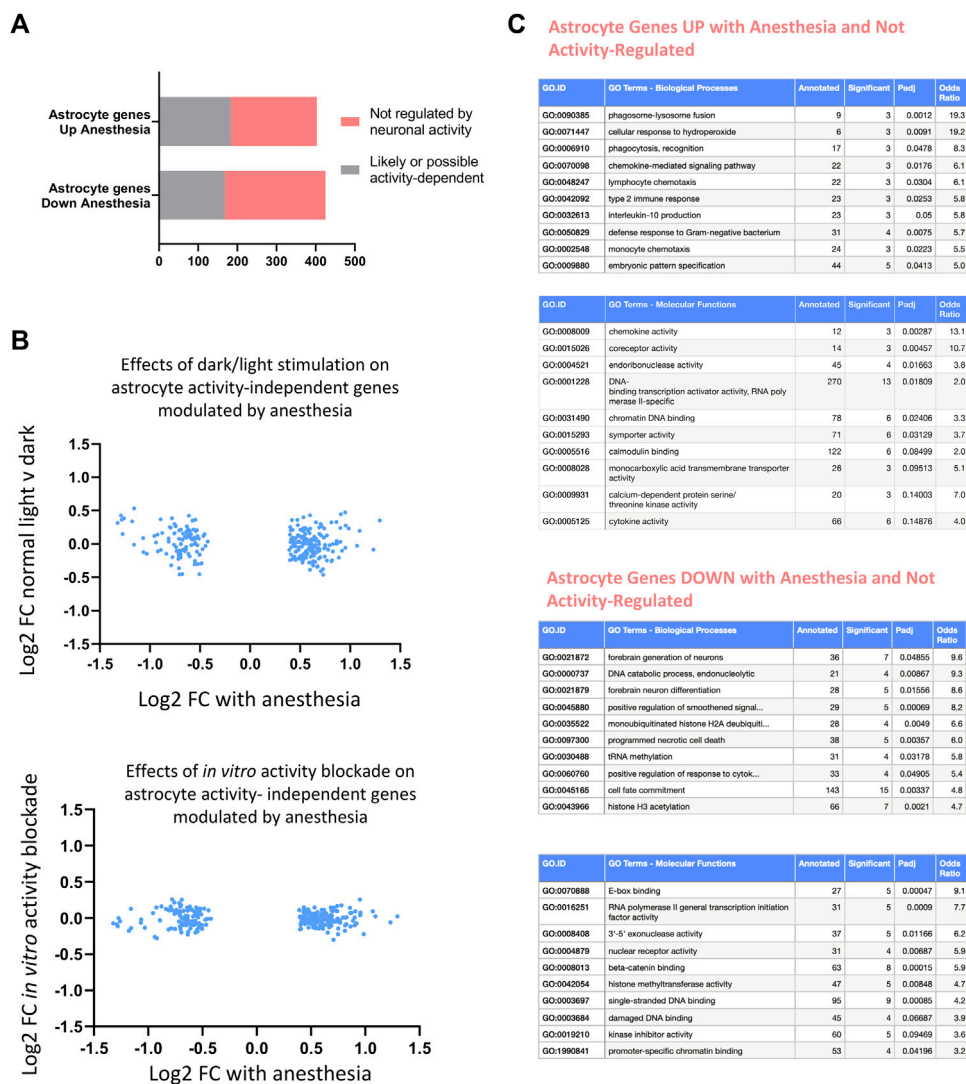 A
Astrocyte genes
Up Anesthesia
Astrocyte genes
Down Anesthesia
0 100 200 300 400 500
Not regulated by
neuronal activity
Likely or possible
activity-dependent
B
Effects of dark/light stimulation on
astrocyte activity-independent genes
modulated by anesthesia
Log2 FC normal light v dark
1.5
1.0
0.5
0.0
-0.5
-1.0
-1.5
-1.5 -1.0 -0.5 0.0 0.5 1.0 1.5
Log2 FC with anesthesia
Effects of in vitro activity blockade on
astrocyte activity- independent genes
modulated by anesthesia
Log2 FC in vitro activity blockade
1.5
1.0
0.5
0.0
-0.5
-1.0
-1.5
-1.5 -1.0 -0.5 0.0 0.5 1.0 1.5
Log2 FC with anesthesia
C
Astrocyte Genes UP with Anesthesia and Not
Activity-Regulated
GO.ID GO Terms - Biological Processes Annotated Significant Padj Odds
Ratio
GO:0090385 phagosome-lysosome fusion 9 3 0.0012 19.3
GO:0071447 cellular response to hydroperoxide 6 3 0.0091 19.2
GO:0006910 phagocytosis, recognition 17 3 0.0478 8.3
GO:0070098 chemokine-mediated signaling pathway 22 3 0.0176 6.1
GO:0048247 lymphocyte chemotaxis 22 3 0.0304 6.1
GO:0042092 type 2 immune response 23 3 0.0253 5.8
GO:0032613 interleukin-10 production 23 3 0.05 5.8
GO:0050829 defense response to Gram-negative bacterium 31 4 0.0075 5.7
GO:0002548 monocyte chemotaxis 24 3 0.0223 5.5
GO:0009880 embryonic pattern specification 44 5 0.0413 5.0
GO.ID GO Terms - Molecular Functions Annotated Significant Padj Odds
Ratio
GO:0008009 chemokine activity 12 3 0.00287 13.1
GO:0015026 coreceptor activity 14 3 0.00457 10.7
GO:0004521 endoribonuclease activity 45 4 0.01663 3.8
GO:0001228 DNA- 270 13 0.01809 2.0
binding transcription activator activity, RNA poly
merase II-specific
GO:0031490 chromatin DNA binding 78 6 0.02406 3.3
GO:0015293 symporter activity 71 6 0.03129 3.7
GO:0005516 calmodulin binding 122 6 0.08499 2.0
GO:0008028 monocarboxylic acid transmembrane transporter 26 3 0.09513 5.1
activity
GO:0009931 calcium-dependent protein serine/ 20 3 0.14003 7.0
threonine kinase activity
GO:0005125 cytokine activity 66 6 0.14876 4.0
Astrocyte Genes DOWN with Anesthesia and Not
Activity-Regulated
GO.ID GO Terms - Biological Processes Annotated Significant Padj Odds
Ratio
GO:0021872 forebrain generation of neurons 36 7 0.04855 9.6
GO:0000737 DNA catabolic process, endonucleolytic 21 4 0.00867 9.3
GO:0021879 forebrain neuron differentiation 28 5 0.01556 8.6
GO:0045880 positive regulation of smoothened signal... 29 5 0.00069 8.2
GO:0035522 monoubiquitinated histone H2A deubiquiti... 28 4 0.0049 6.6
GO:0097300 programmed necrotic cell death 38 5 0.00357 6.0
GO:0030488 tRNA methylation 31 4 0.03178 5.8
GO:0060760 positive regulation of response to cytok... 33 4 0.04905 5.4
GO:0045165 cell fate commitment 143 15 0.00337 4.8
GO:0043966 histone H3 acetylation 66 7 0.0021 4.7
GO.ID GO Terms - Molecular Functions Annotated Significant Padj Odds
Ratio
GO:0070888 E-box binding 27 5 0.00047 9.1
GO:0016251 RNA polymerase II general transcription initiation 31 5 0.0009 7.7
factor activity
GO:0008408 3'-5' exonuclease activity 37 5 0.01166 6.2
GO:0004879 nuclear receptor activity 31 4 0.00687 5.9
GO:0008013 beta-catenin binding 63 8 0.00015 5.9
GO:0042054 histone methyltransferase activity 47 5 0.00848 4.7
GO:0003697 single-stranded DNA binding 95 9 0.00085 4.2
GO:0003684 damaged DNA binding 45 4 0.06687 3.9
GO:0019210 kinase inhibitor activity 60 5 0.09469 3.6
GO:1990841 promoter-specific chromatin binding 53 4 0.04196 3.2